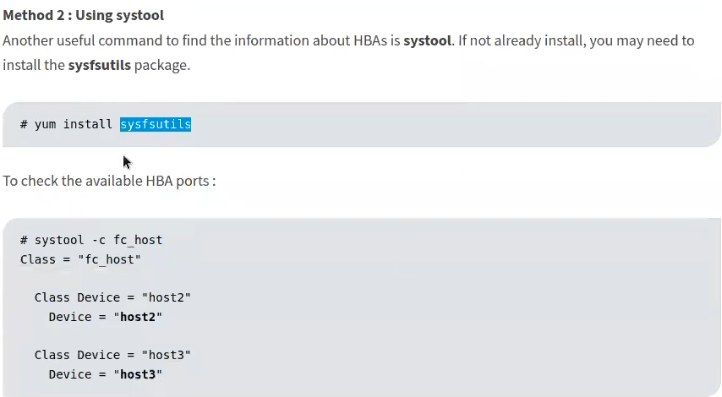 Method 2 : Using systool
Another useful command to find the information about HBAs is systool. If not already install, you may need to
install the sysfsutils package.
# yum install sysfsutils
To check the available HBA ports :
# systool -c fc_host
Class = "fc_host"
Class Device = "host2"
Device = "host2"
Class Device = "host3"
Device = "host3"